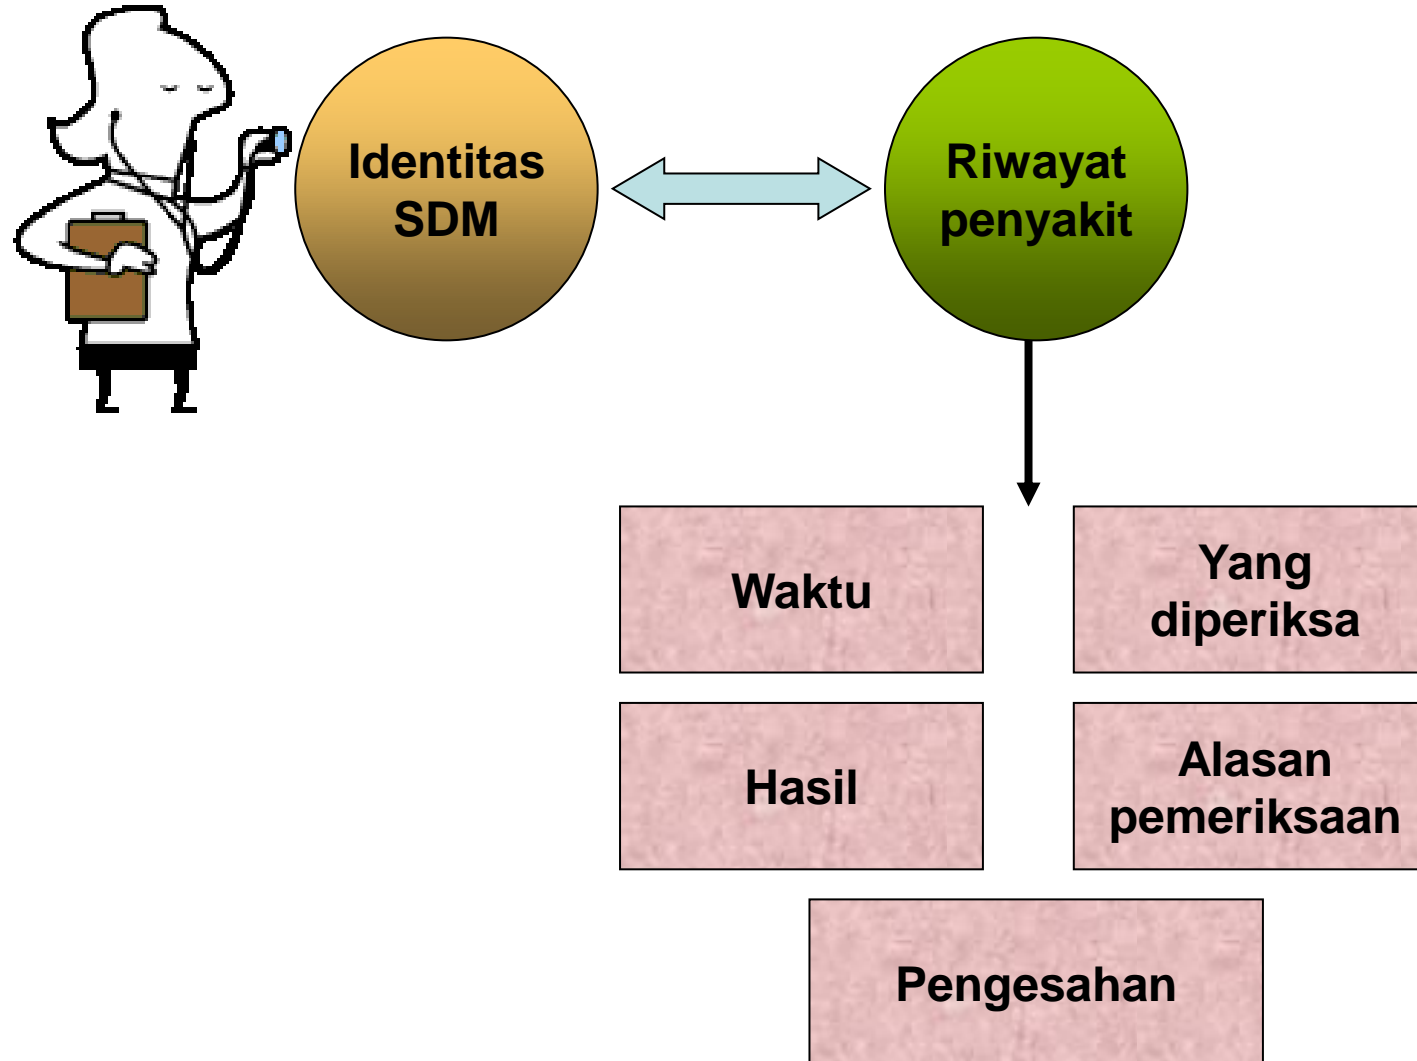 Identitas
SDM
Riwayat
penyakit
Waktu
Yang
diperiksa
Hasil
Alasan
pemeriksaan
Pengesahan